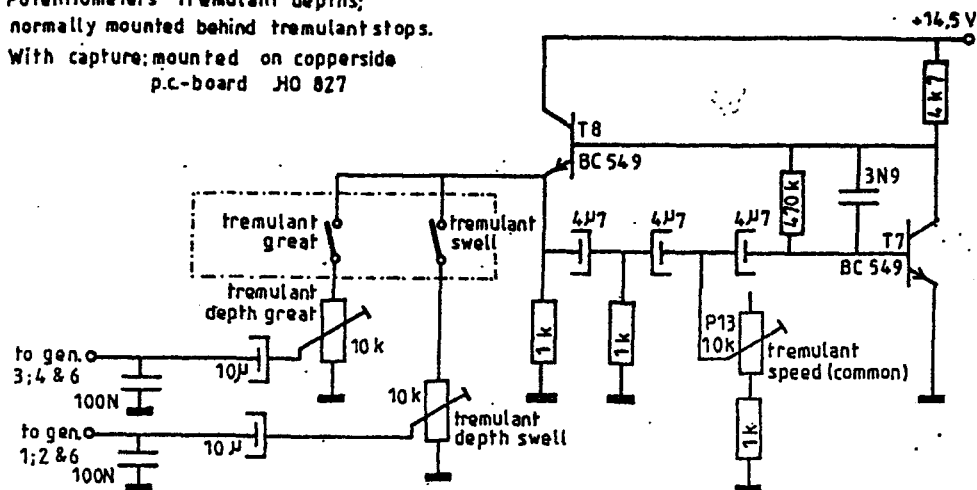 Potentiometers tremulant depths;
normally mounted behind tremulant stops.
With capture: mounted on copperside
p.c.-board JHO 827
+14,5 V
4k7
T8
BC 549
470k
3N9
T7
BC 549
tremulant
great
tremulant
swell
4µ7
4µ7
4µ7
tremulant
depth great
10k
1k
1k
P13
10k
tremulant
speed (common)
1k
to gen.
3;4 & 6
100N
10µ
10k
tremulant
depth swell
to gen.
1;2 & 6
100N
10µ